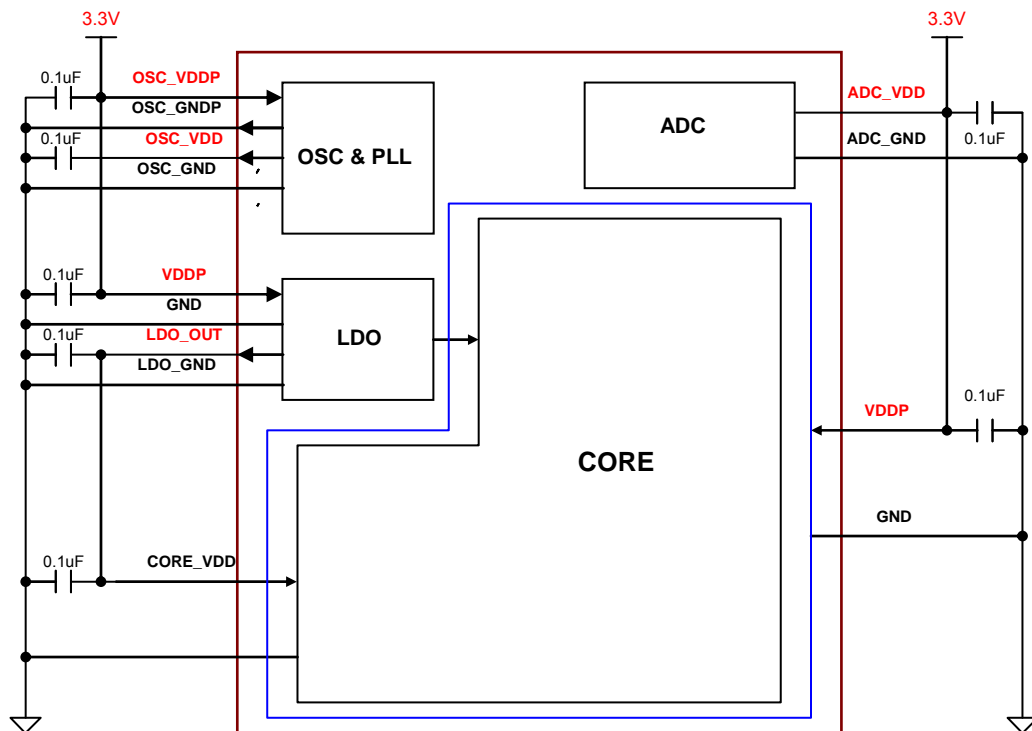 3.3V
3.3V
0.1uF
OSC_VDDP
OSC_GNDP
ADC_VDD
0.1uF
OSC_VDD
OSC_GND
OSC & PLL
ADC
ADC_GND
0.1uF
0.1uF
VDDP
GND
0.1uF
LDO_OUT
LDO_GND
LDO
VDDP
0.1uF
CORE
GND
0.1uF
CORE_VDD